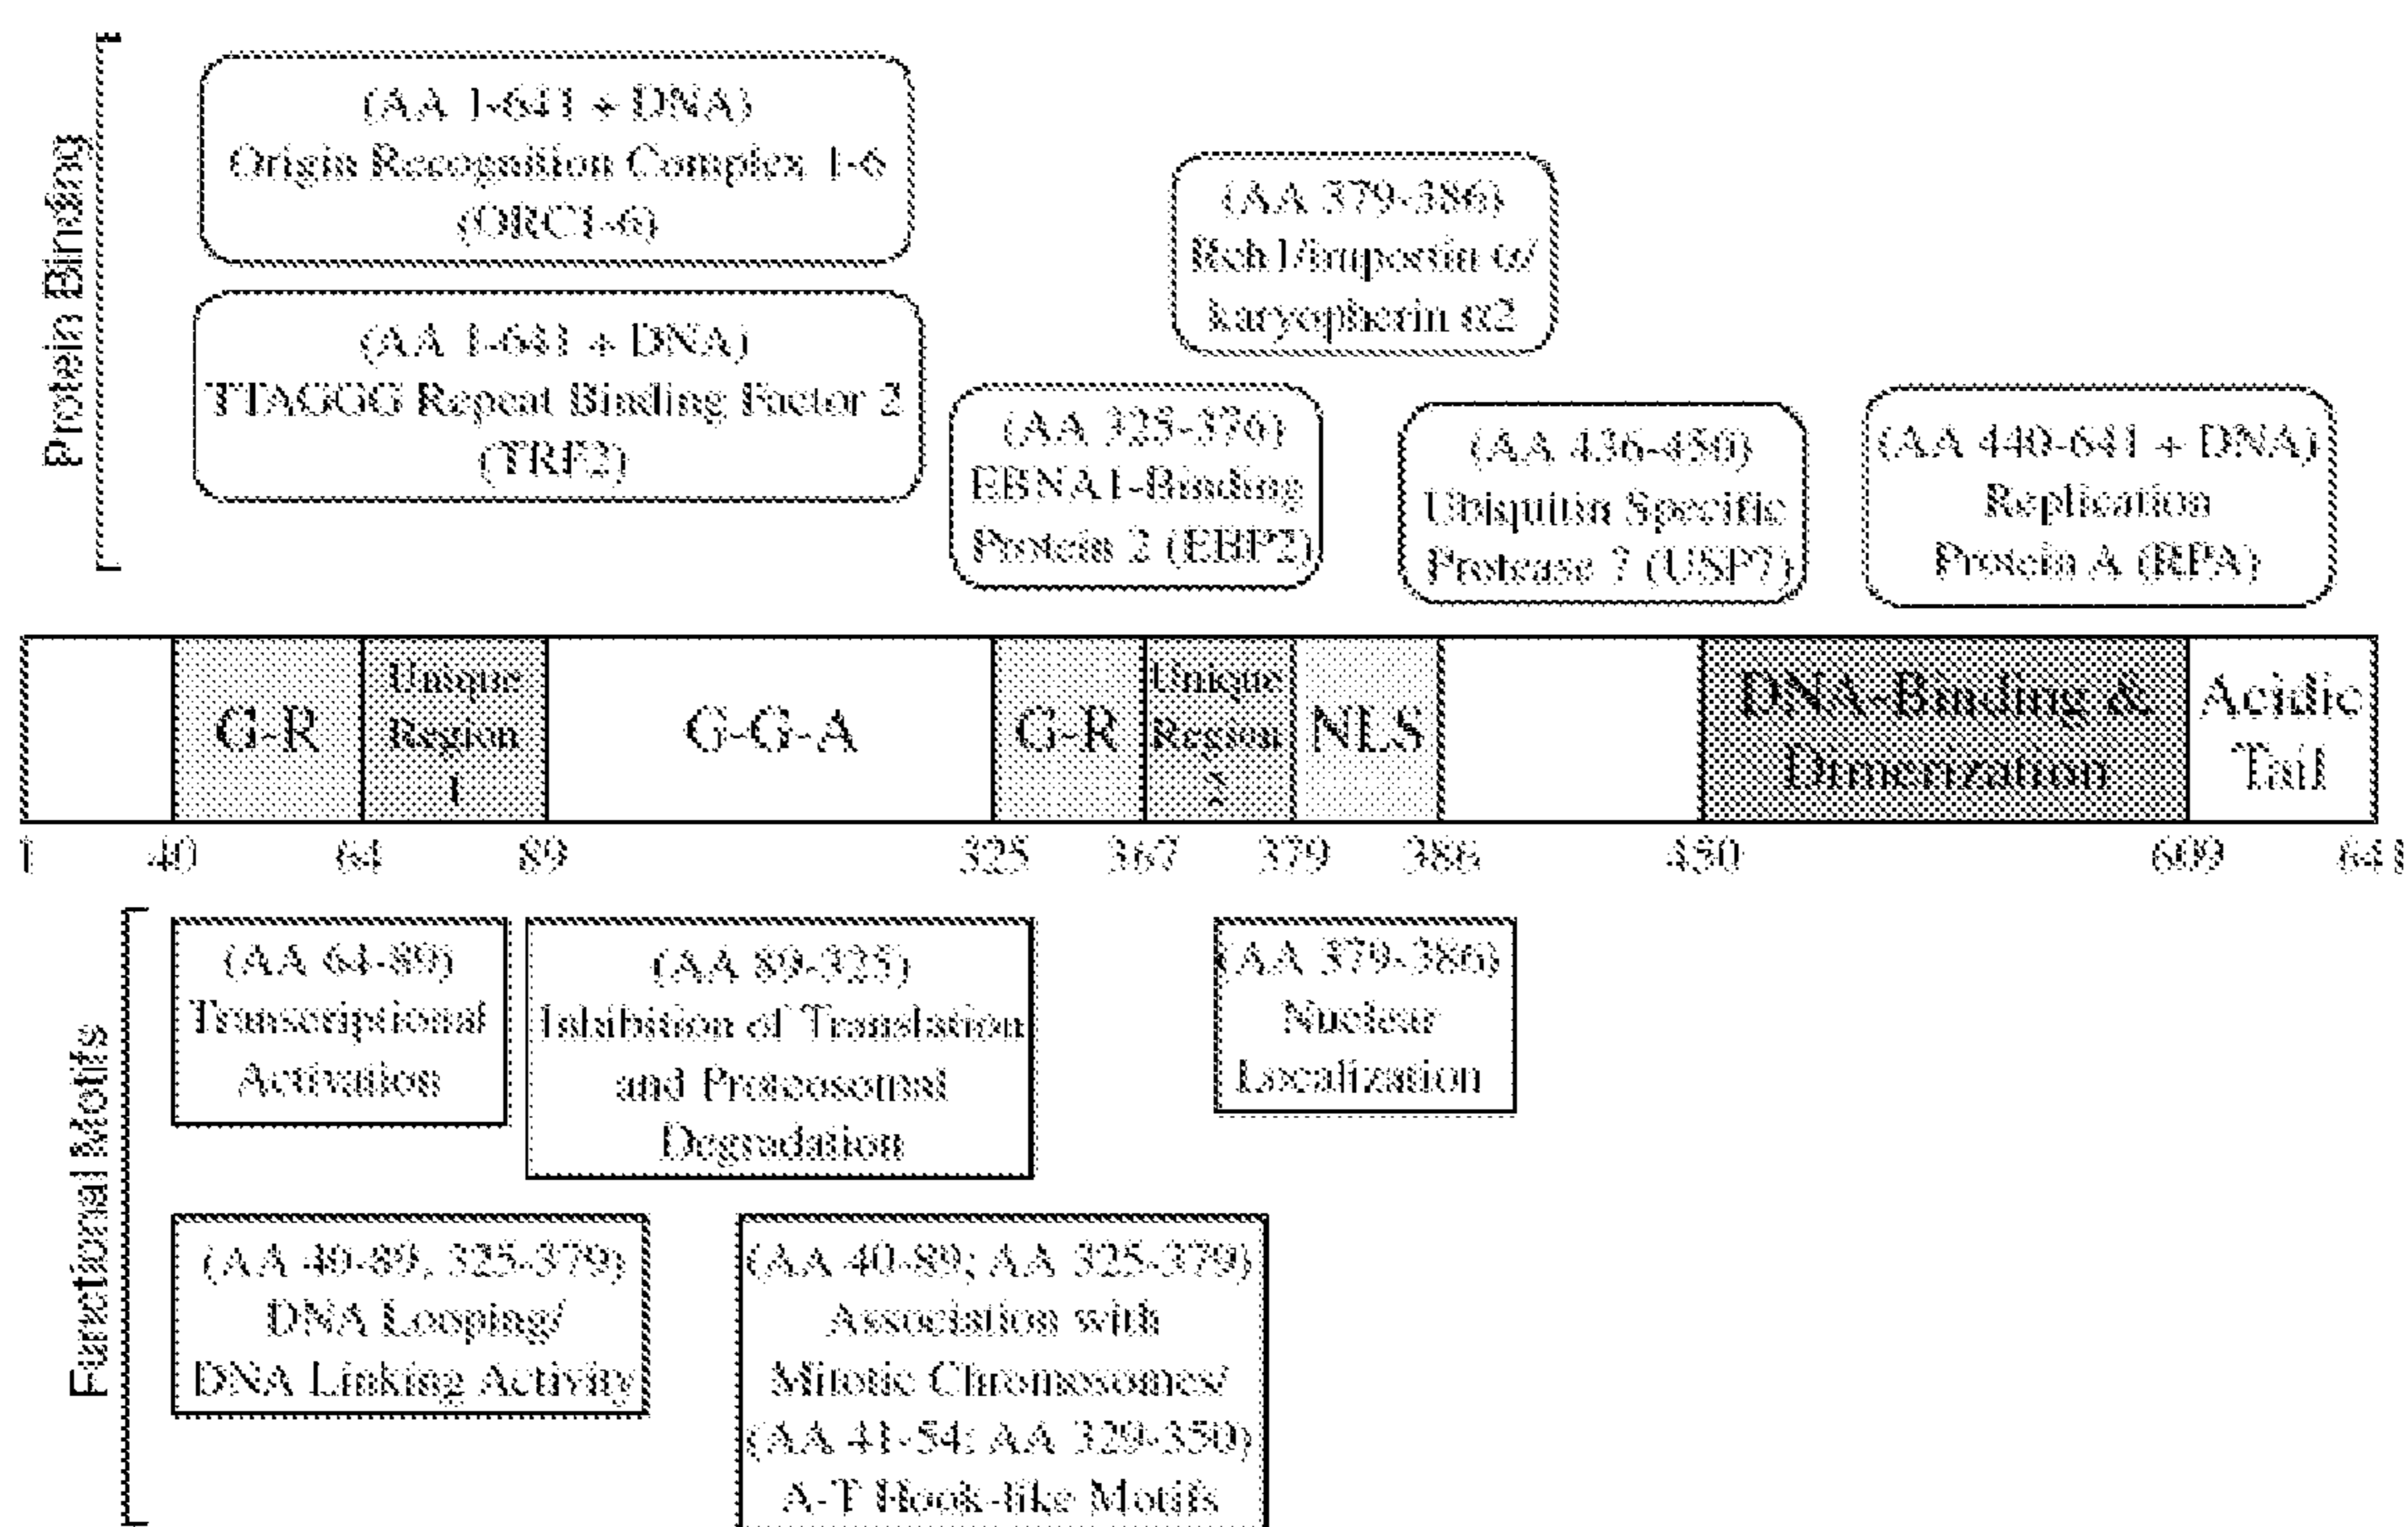 Protein Binding
(AA 1-641 + DNA)
Origin Recognition Complex 1-6
(ORC1-6)
(AA 1-641 + DNA)
TTAGGG Repeat Binding Factor 2
(TRF2)
(AA 379-386)
Rch1/importin α/
karyopherin α2
(AA 325-376)
EBNA1-Binding
Protein 2 (EBP2)
(AA 436-450)
Ubiquitin Specific
Protease 7 (USP7)
(AA 440-641 + DNA)
Replication
Protein A (RPA)
G-R
Unique
Region
1
G-G-A
G-R
Unique
Region
2
NLS
DNA-Binding &
Dimerization
Acidic
Tail
1 40 64 89 325 367 379 386 450 609 641
Functional Motifs
(AA 64-89)
Transcriptional
Activation
(AA 89-325)
Inhibition of Translation
and Proteosomal
Degradation
(AA 379-386)
Nuclear
Localization
(AA 40-89, 325-379)
DNA Looping/
DNA Linking Activity
(AA 40-89; AA 325-379)
Association with
Mitotic Chromosomes/
(AA 41-54; AA 329-350)
A-T Hook-like Motifs